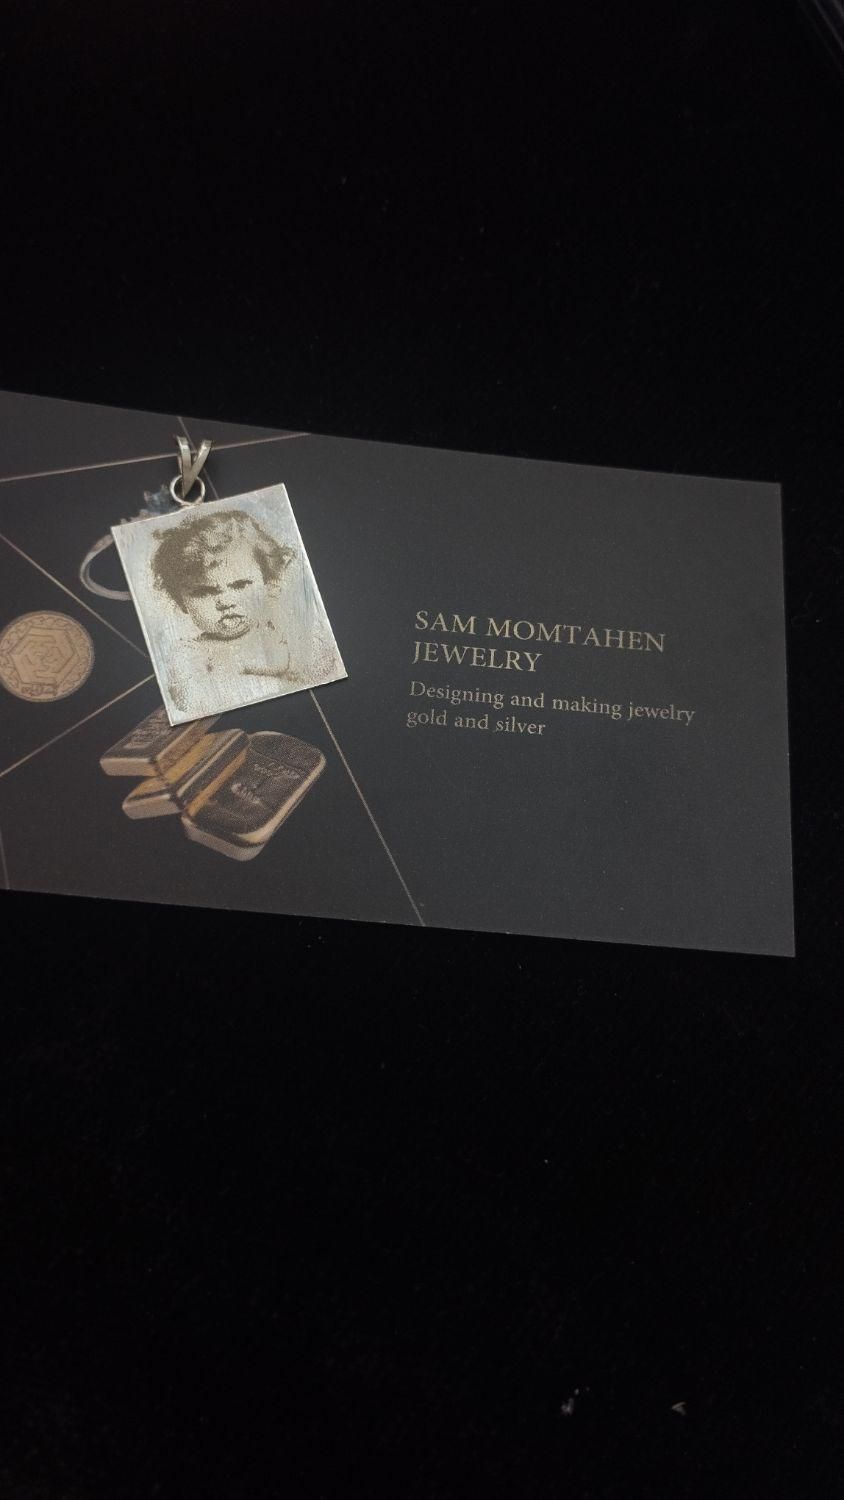 SAM MOMTAHEN
JEWELRY
Designing and making jewelry
gold and silver